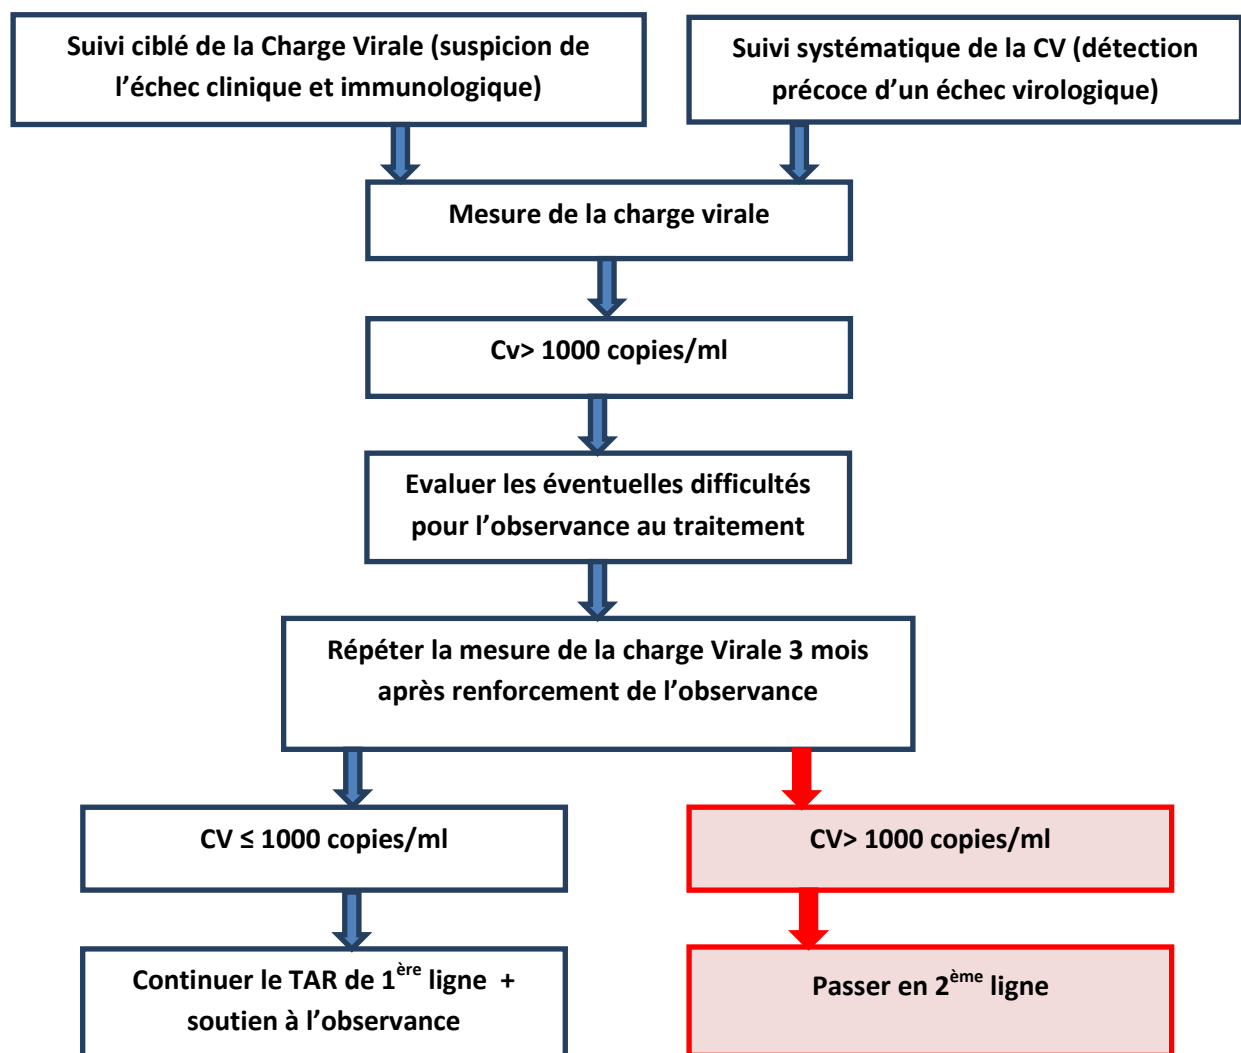 Suivi ciblé de la Charge Virale (suspicion de
l’échec clinique et immunologique)
Suivi systématique de la CV (détection
précoce d’un échec virologique)
Mesure de la charge virale
Cv> 1000 copies/ml
Evaluer les éventuelles difficultés
pour l’observance au traitement
Répéter la mesure de la charge Virale 3 mois
après renforcement de l’observance
CV ≤ 1000 copies/ml
CV> 1000 copies/ml
Continuer le TAR de 1ère ligne +
soutien à l’observance
Passer en 2ème ligne